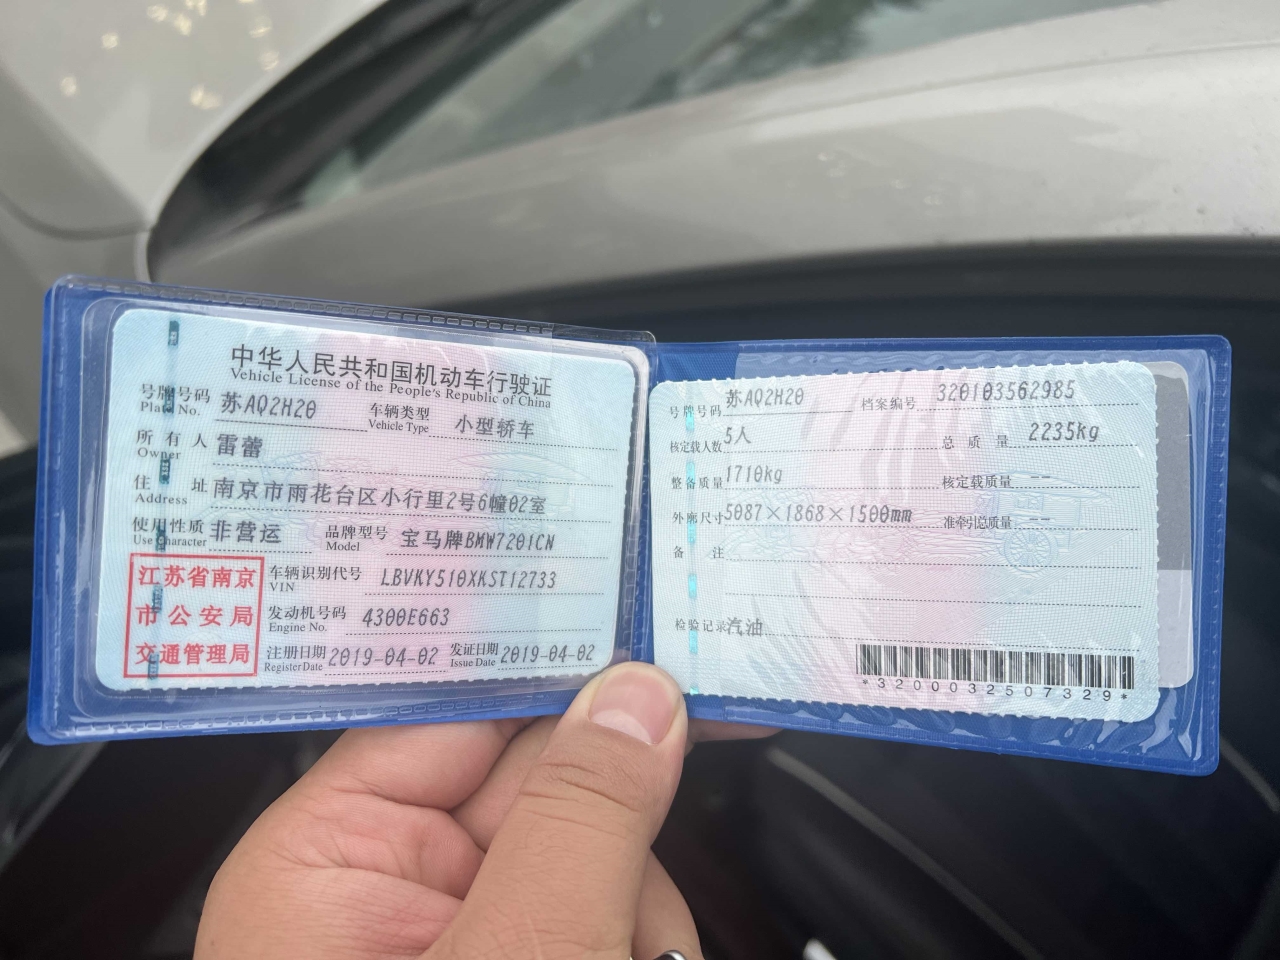 中华人民共和国机动车行驶证
Vehicle License of the People's Republic of China
号牌号码 苏AQ2H20 车辆类型 小型轿车
Plate No. Vehicle Type
所有人 雷蕾
Owner
住址 南京市雨花台区小行里2号6幢02室
Address
使用性质 非营运 品牌型号 宝马牌BMW7201CN
Use Character Model
江苏省南京
市公安局
交通管理局
车辆识别代号 LBVKY510XKST12733
VIN
发动机号码 4300E663
Engine No.
注册日期 2019-04-02 发证日期 2019-04-02
Register Date Issue Date
号牌号码 苏AQ2H20 档案编号 320103562985
核定载人数 5人 总质量 2235kg
整备质量 1710kg 核定载质量 --
外廓尺寸 5087×1868×1500mm 准牵引总质量 --
备注
检验记录 汽油
*3200032507329*